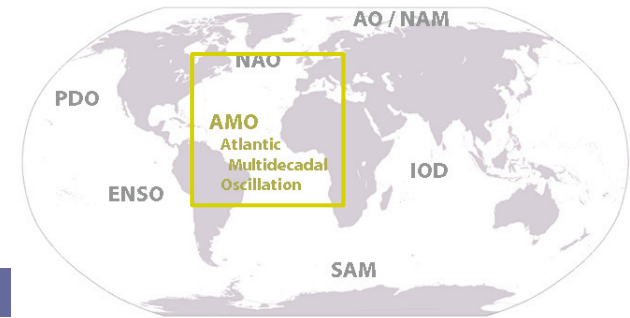 AO / NAM
NAO
PDO
AMO
Atlantic
Multidecadal
Oscillation
IOD
ENSO
SAM